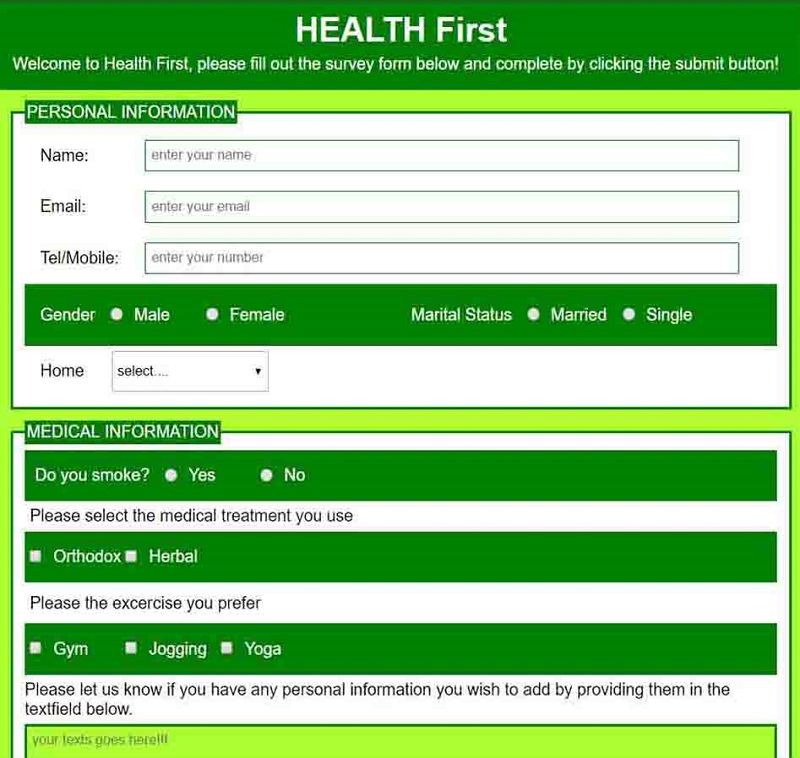 HEALTH First
Welcome to Health First, please fill out the survey form below and complete by clicking the submit button!
PERSONAL INFORMATION
Name: enter your name
Email: enter your email
Tel/Mobile: enter your number
Gender Male Female Marital Status Married Single
Home select....
MEDICAL INFORMATION
Do you smoke? Yes No
Please select the medical treatment you use
Orthodox Herbal
Please the excercise you prefer
Gym Jogging Yoga
Please let us know if you have any personal information you wish to add by providing them in the
textfield below.
your texts goes here!!!